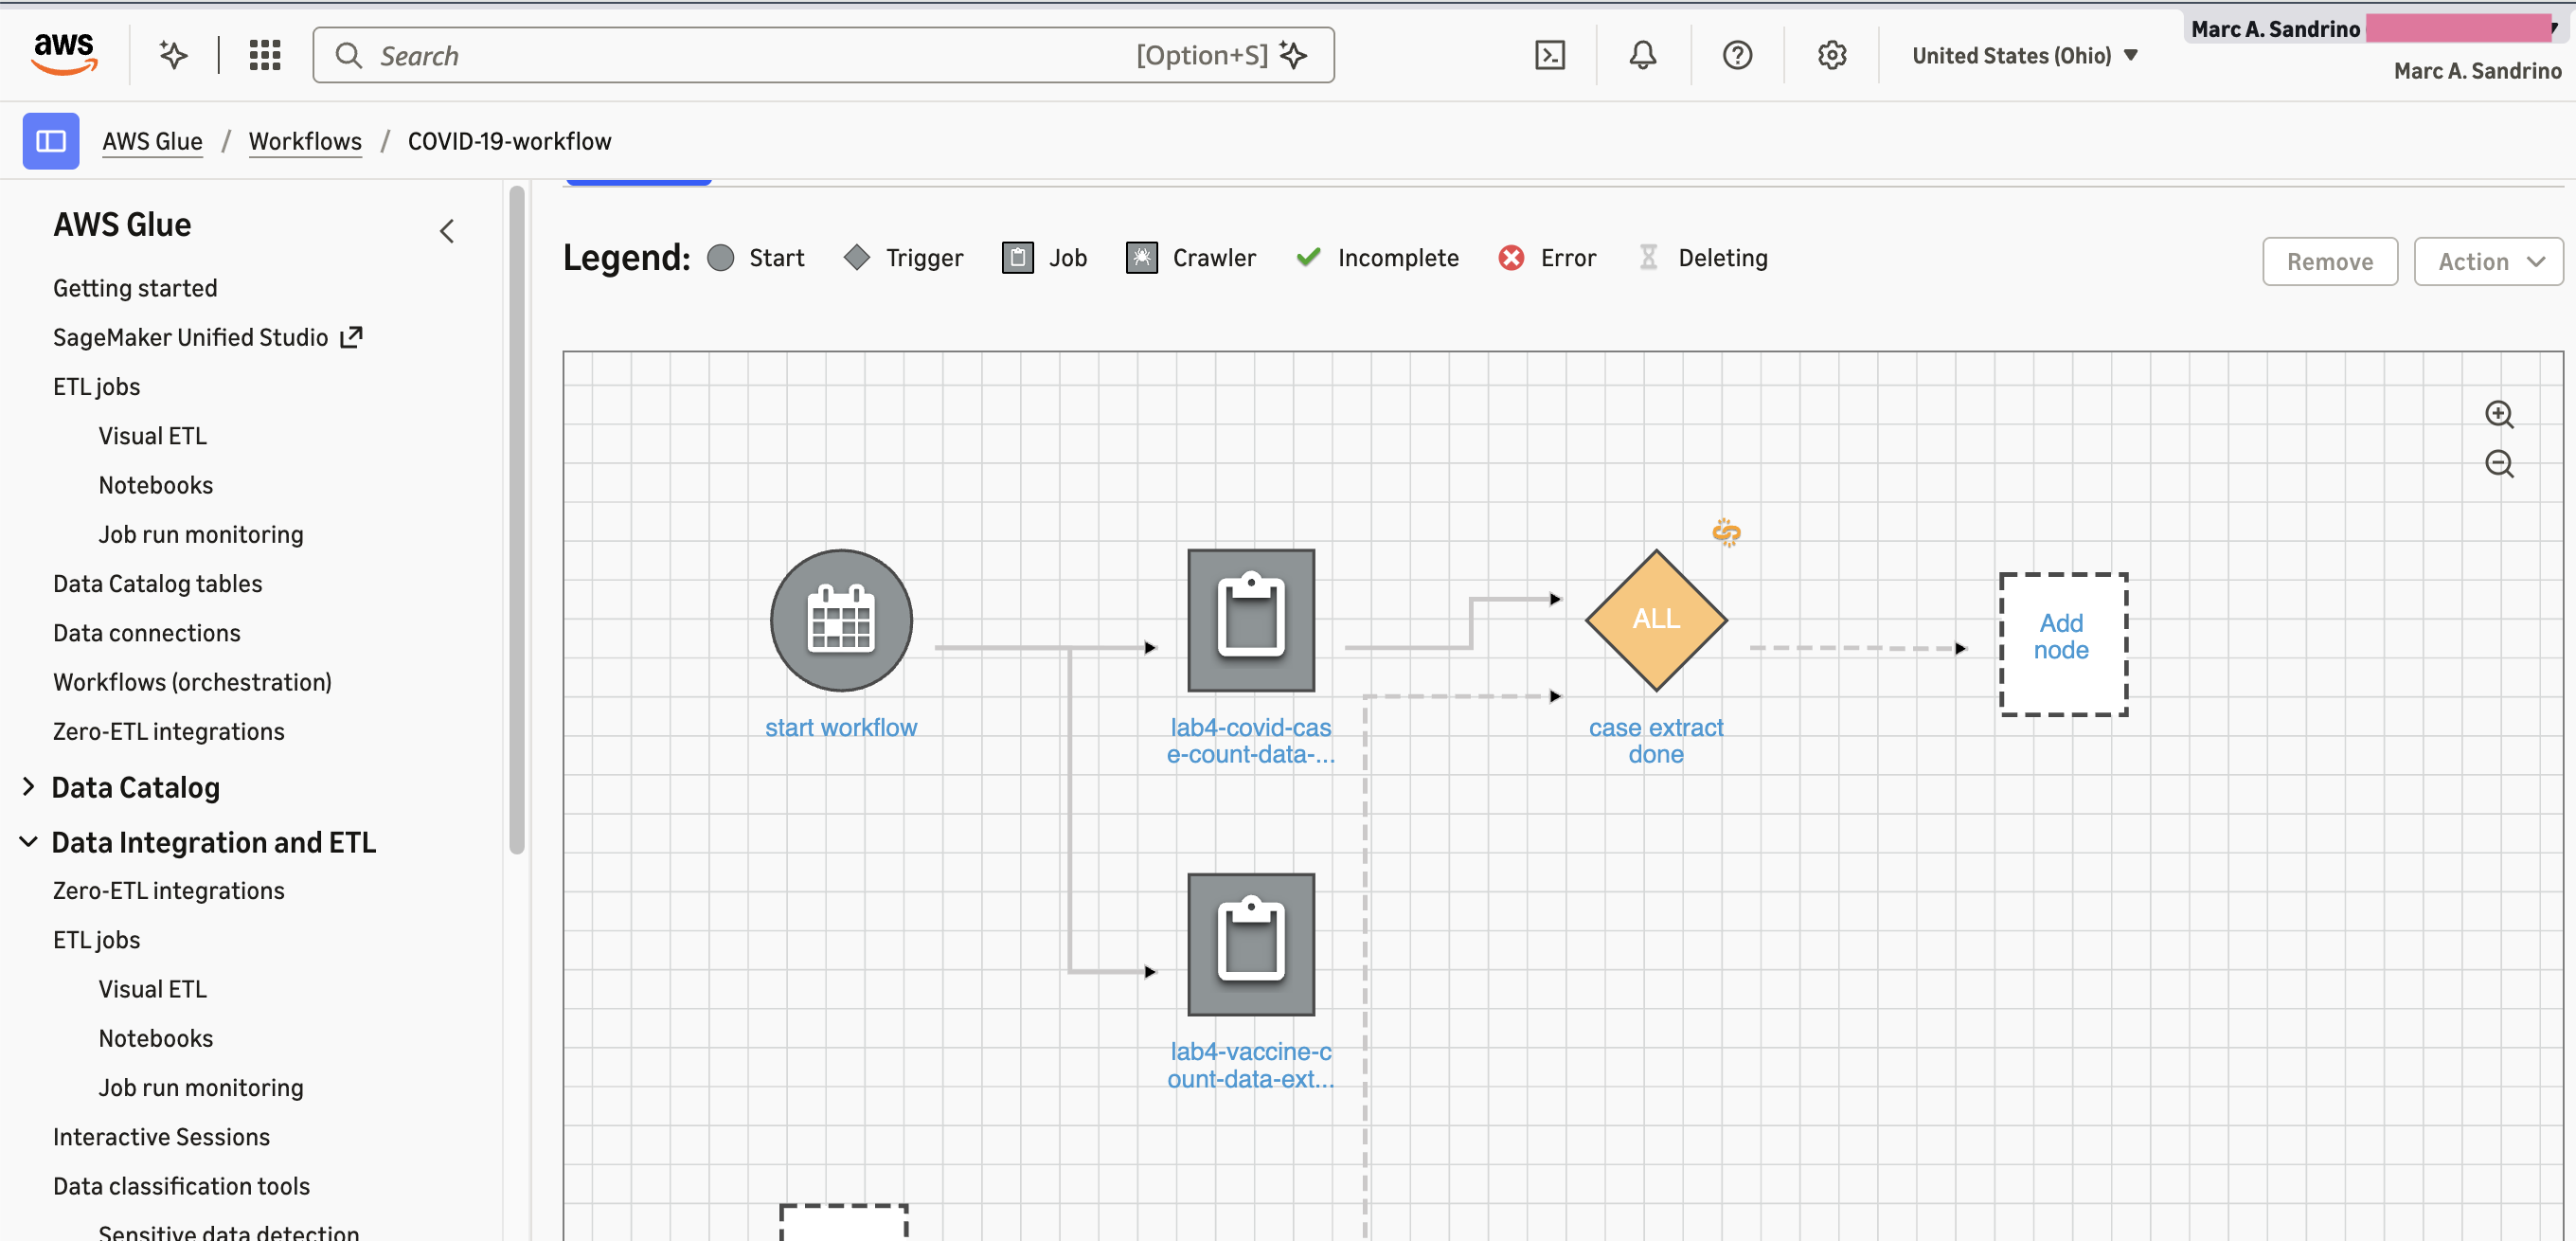 aws
Search [Option+S]
United States (Ohio)
Marc A. Sandrino
Marc A. Sandrino
AWS Glue / Workflows / COVID-19-workflow
AWS Glue
Getting started
SageMaker Unified Studio
ETL jobs
Visual ETL
Notebooks
Job run monitoring
Data Catalog tables
Data connections
Workflows (orchestration)
Zero-ETL integrations
Data Catalog
Data Integration and ETL
Zero-ETL integrations
ETL jobs
Visual ETL
Notebooks
Job run monitoring
Interactive Sessions
Data classification tools
Sensitive data detection
Legend: Start Trigger Job Crawler Incomplete Error Deleting
Remove
Action
start workflow
lab4-covid-cas
e-count-data-...
ALL
case extract
done
Add
node
lab4-vaccine-c
ount-data-ext...